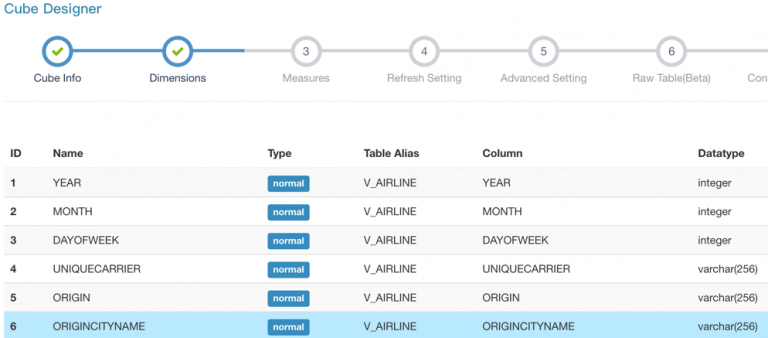 Cube Designer
3 4 5 6
Cube Info Dimensions Measures Refresh Setting Advanced Setting Raw Table(Beta) Con
ID Name Type Table Alias Column Datatype
1 YEAR normal V_AIRLINE YEAR integer
2 MONTH normal V_AIRLINE MONTH integer
3 DAYOFWEEK normal V_AIRLINE DAYOFWEEK integer
4 UNIQUECARRIER normal V_AIRLINE UNIQUECARRIER varchar(256)
5 ORIGIN normal V_AIRLINE ORIGIN varchar(256)
6 ORIGINCITYNAME normal V_AIRLINE ORIGINCITYNAME varchar(256)